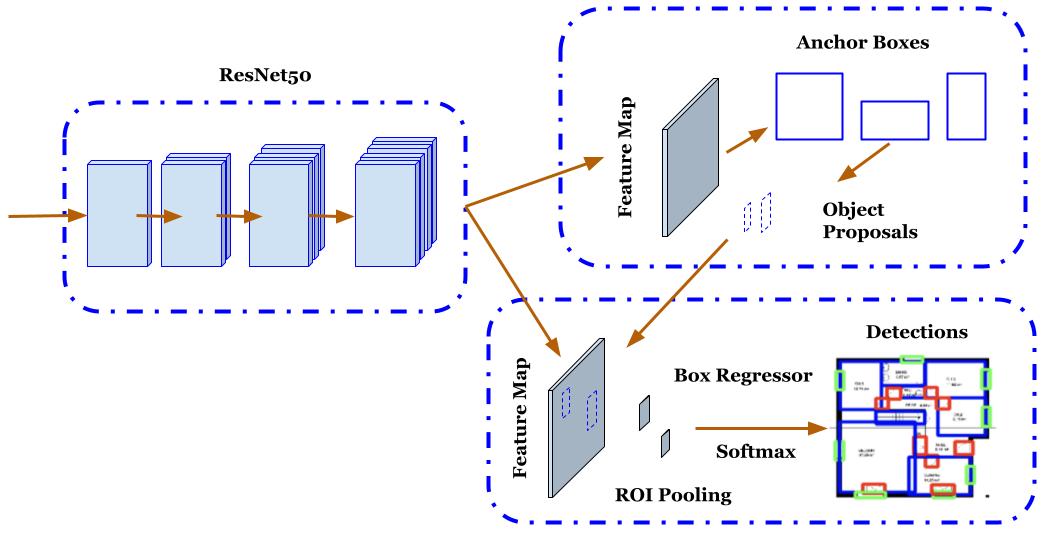 ResNet50
Anchor Boxes
Feature Map
Object
Proposals
Detections
Feature Map
Box Regressor
Softmax
ROI Pooling